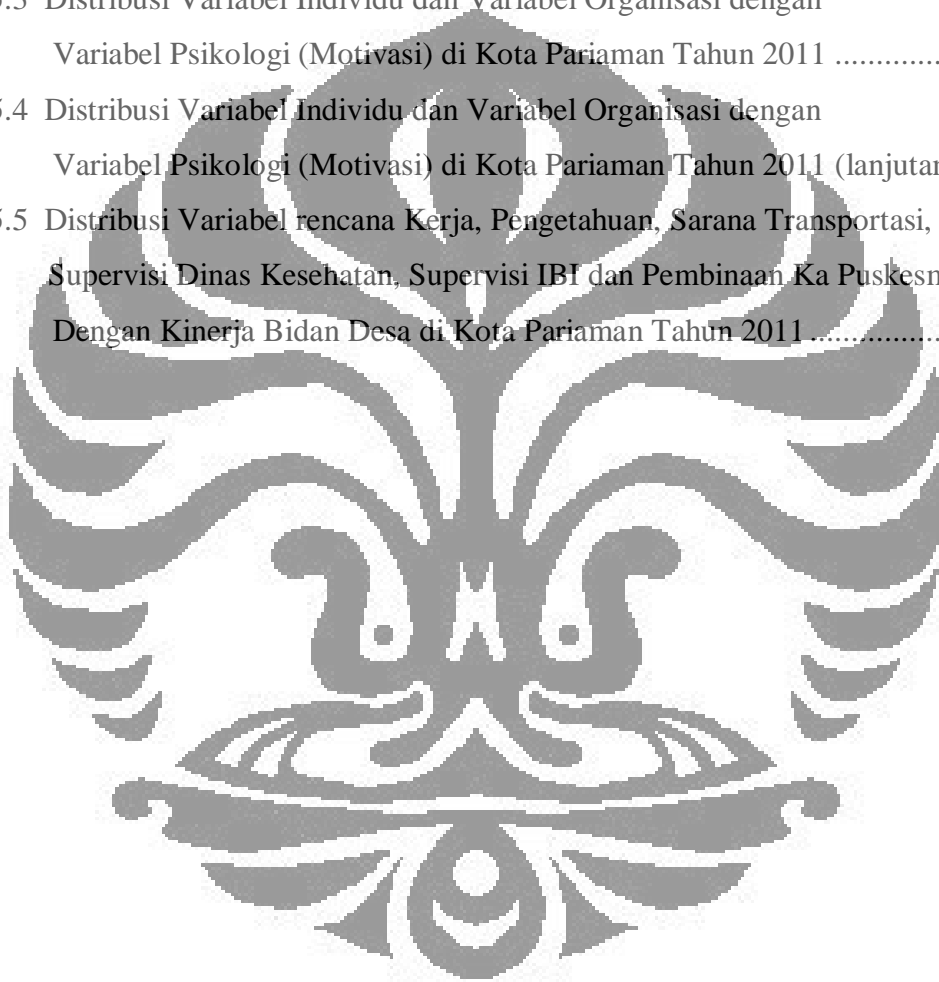 5.3 Distribusi Variabel Individu dan Variabel Organisasi dengan
Variabel Psikologi (Motivasi) di Kota Pariaman Tahun 2011 .............
5.4 Distribusi Variabel Individu dan Variabel Organisasi dengan
Variabel Psikologi (Motivasi) di Kota Pariaman Tahun 2011 (lanjutan
5.5 Distribusi Variabel rencana Kerja, Pengetahuan, Sarana Transportasi,
Supervisi Dinas Kesehatan, Supervisi IBI dan Pembinaan Ka Puskesm
Dengan Kinerja Bidan Desa di Kota Pariaman Tahun 2011 ................